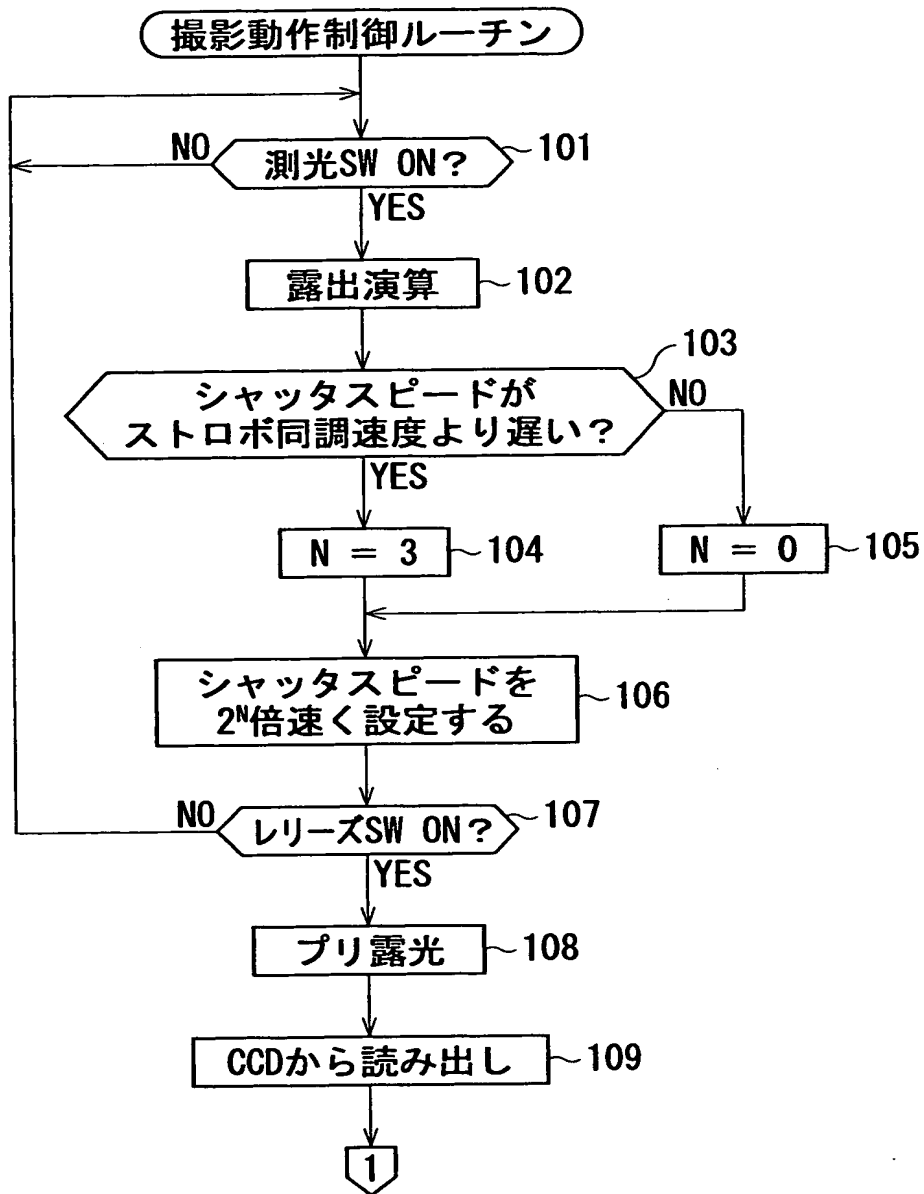 撮影動作制御ルーチン
測光SW ON?
101
NO
YES
露出演算
102
シャッタスピードが
ストロボ同調速度より遅い?
103
NO
YES
N = 3
104
N = 0
105
シャッタスピードを
2ᴺ倍速く設定する
106
レリーズSW ON?
107
NO
YES
プリ露光
108
CCDから読み出し
109
1